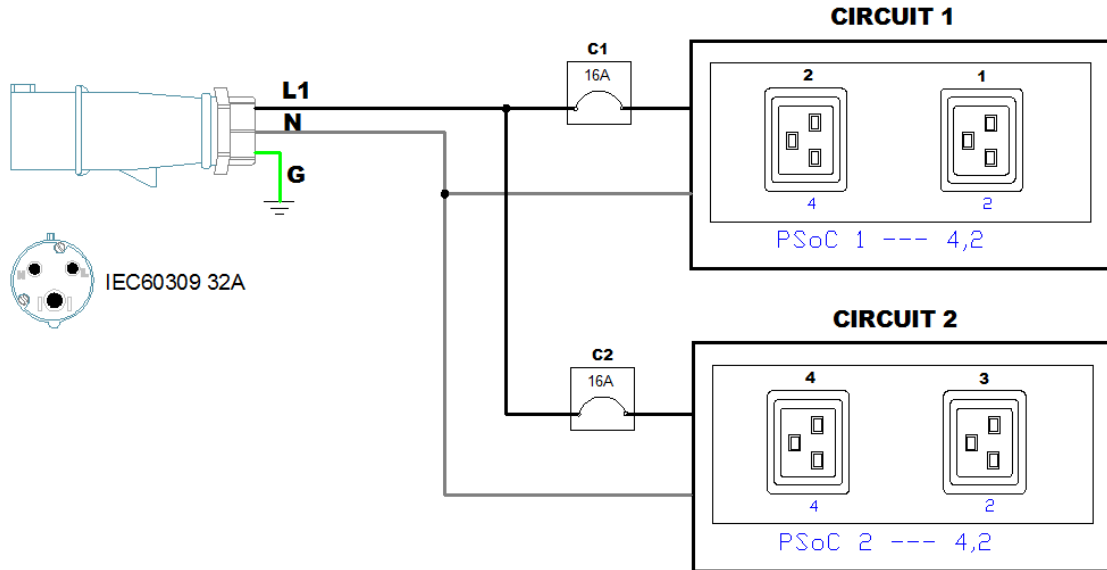 CIRCUIT 1
C1
16A
2
1
L1
N
G
4
2
PSoC 1 --- 4,2
N
L
IEC60309 32A
CIRCUIT 2
C2
16A
4
3
4
2
PSoC 2 --- 4,2